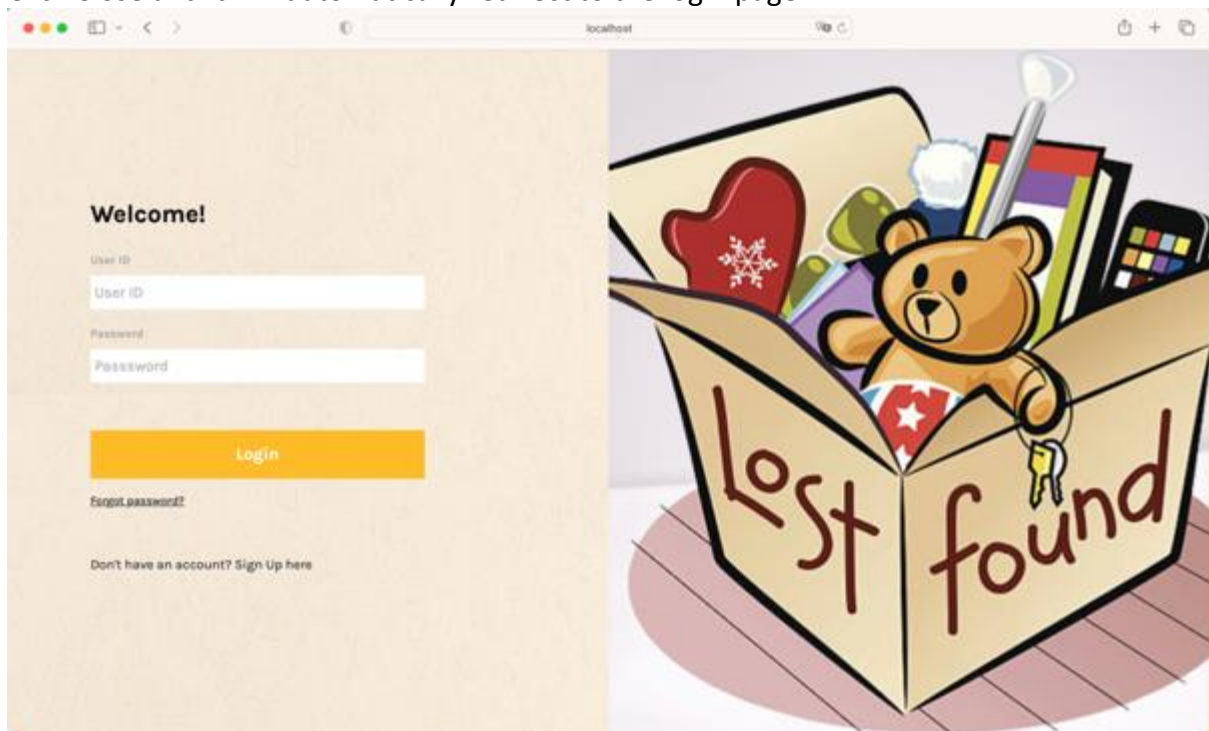 localhost
Welcome!
User ID
User ID
Password
Passsword
Login
Forgot password?
Don't have an account? Sign Up here
Lost found